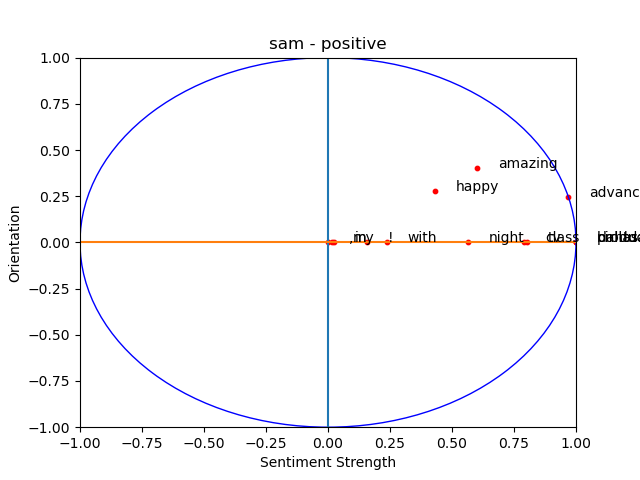 sam - positive
1.00
0.75
0.50
0.25
0.00
−0.25
−0.50
−0.75
−1.00
Orientation
amazing
happy
advanc
, my ! with night class
−1.00 −0.75 −0.50 −0.25 0.00 0.25 0.50 0.75 1.00
Sentiment Strength